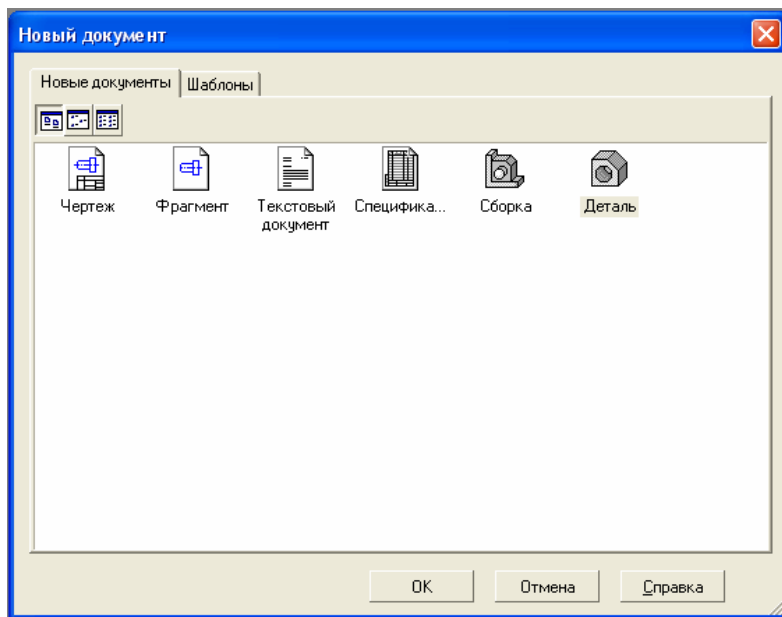 Новый документ
Новые документы Шаблоны
Чертеж Фрагмент Текстовый документ Специфика... Сборка Деталь
OK Отмена Справка